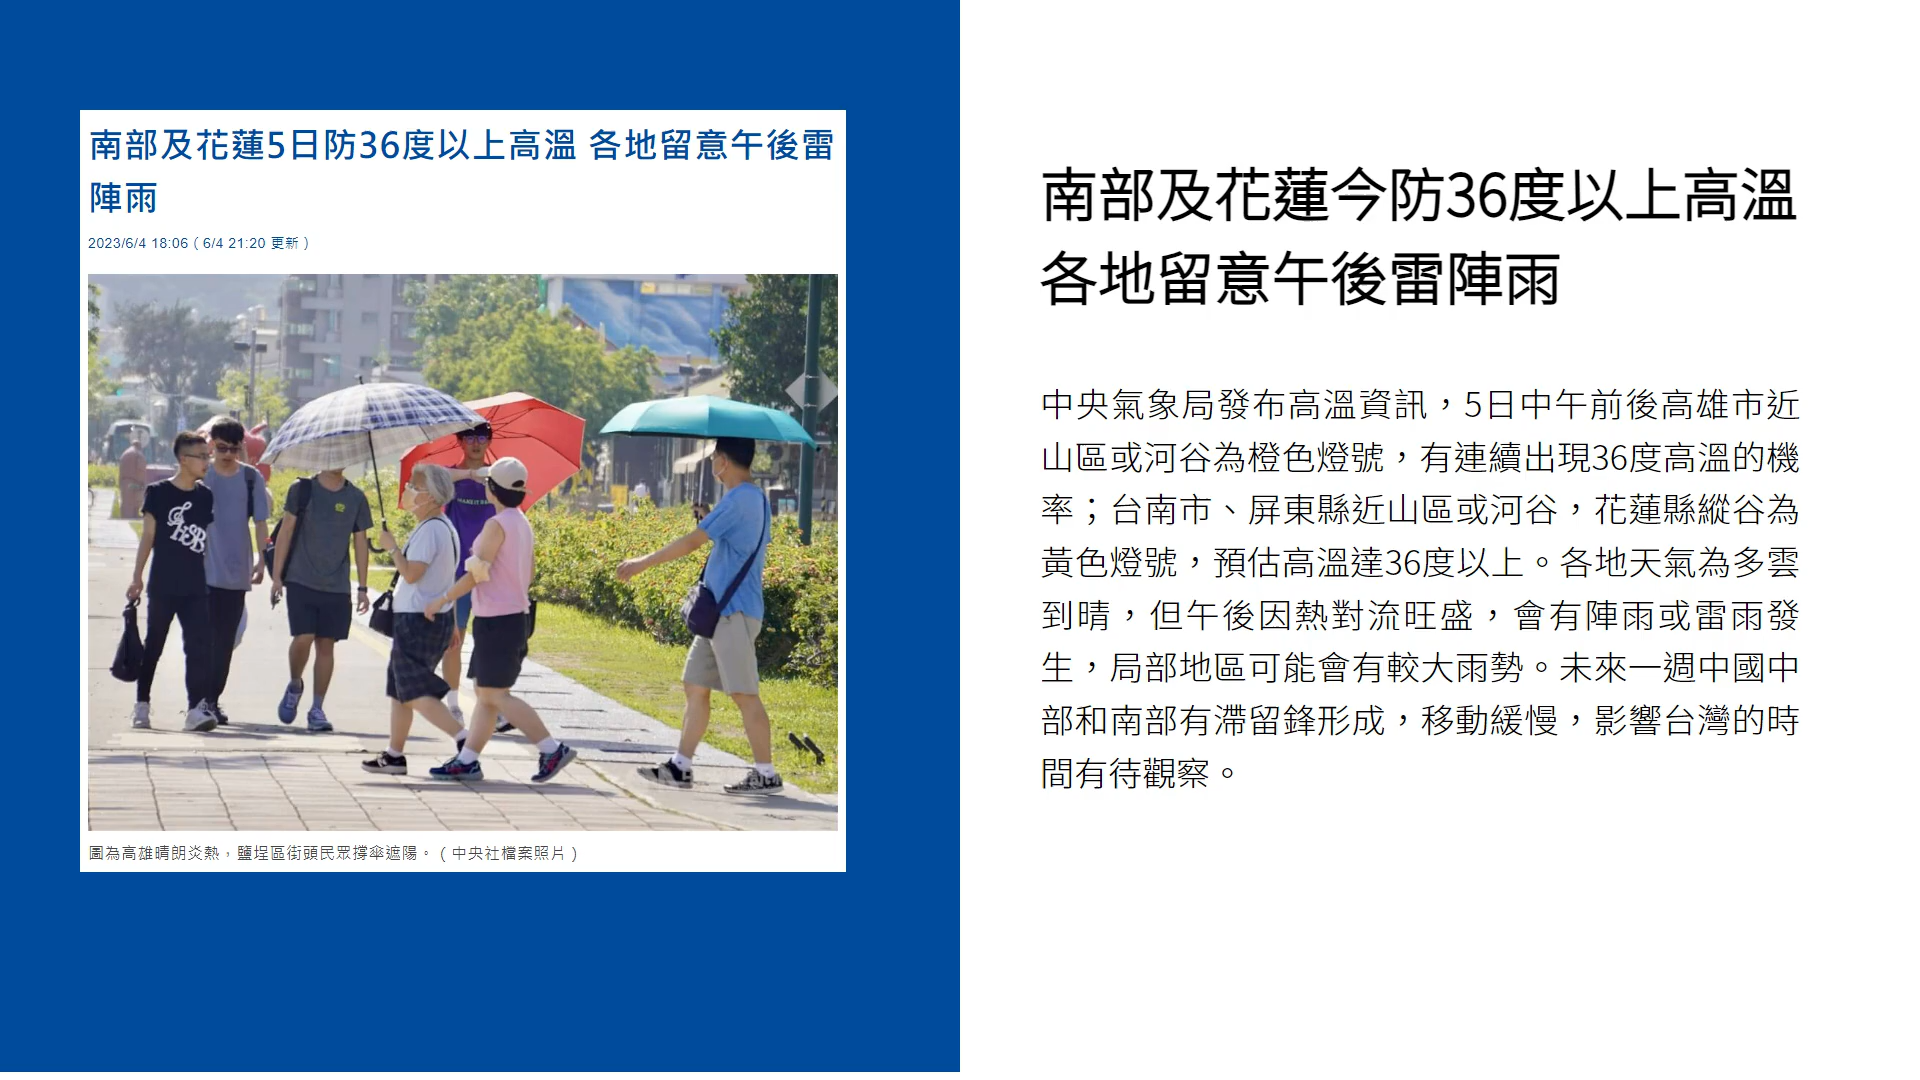 南部及花蓮5日防36度以上高溫 各地留意午後雷
陣雨
2023/6/4 18:06（6/4 21:20 更新）
圖為高雄晴朗炎熱，鹽埕區街頭民眾撐傘遮陽。（中央社檔案照片）
南部及花蓮今防36度以上高溫
各地留意午後雷陣雨
中央氣象局發布高溫資訊，5日中午前後高雄市近
山區或河谷為橙色燈號，有連續出現36度高溫的機
率；台南市、屏東縣近山區或河谷，花蓮縣縱谷為
黃色燈號，預估高溫達36度以上。各地天氣為多雲
到晴，但午後因熱對流旺盛，會有陣雨或雷雨發
生，局部地區可能會有較大雨勢。未來一週中國中
部和南部有滯留鋒形成，移動緩慢，影響台灣的時
間有待觀察。